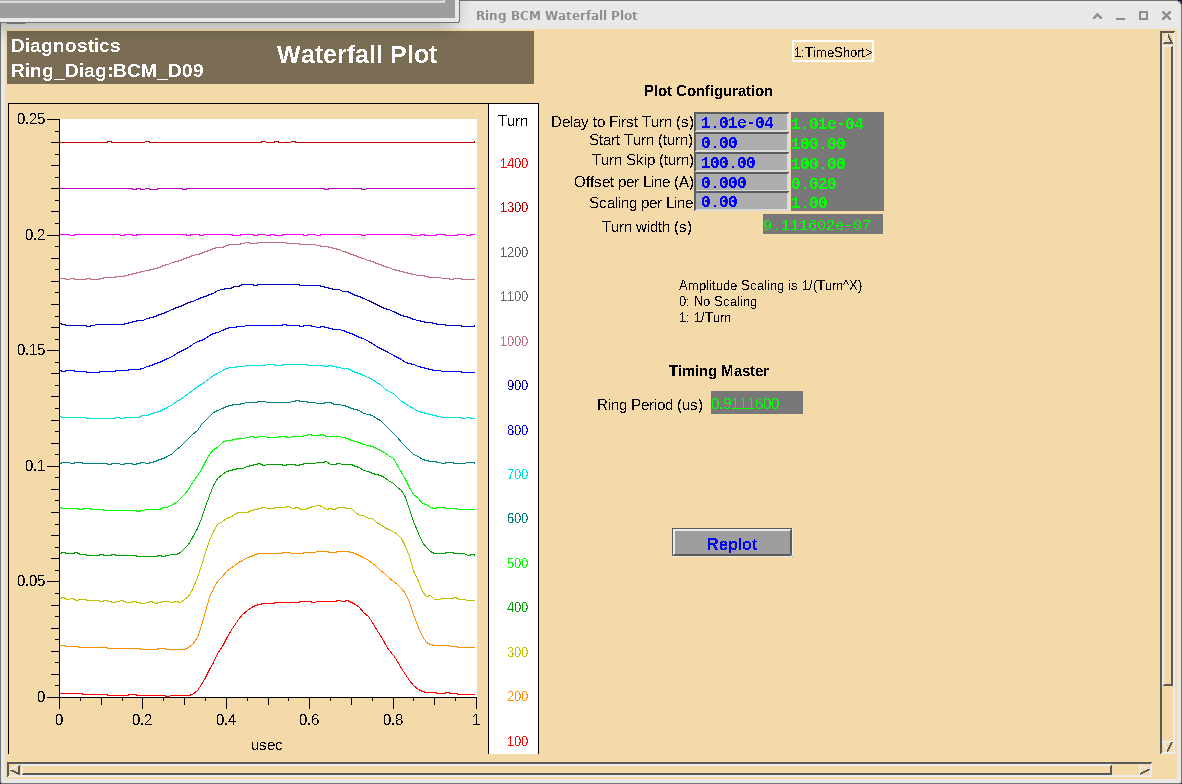 Ring BCM Waterfall Plot
Diagnostics
Ring_Diag:BCM_D09
Waterfall Plot
1:TimeShort>
Plot Configuration
Delay to First Turn (s) 1.01e-04 1.01e-04
Start Turn (turn) 0.00 100.00
Turn Skip (turn) 100.00 100.00
Offset per Line (A) 0.000 0.020
Scaling per Line 0.00 1.00
Turn width (s) 9.111602e-07
Amplitude Scaling is 1/(Turn^X}
0: No Scaling
1: 1/Turn
Timing Master
Ring Period (us) 0.9111600
Replot
0.25
0.2
0.15
0.1
0.05
0
0 0.2 0.4 0.6 0.8 1
usec
Turn
1400
1300
1200
1100
1000
900
800
700
600
500
400
300
200
100